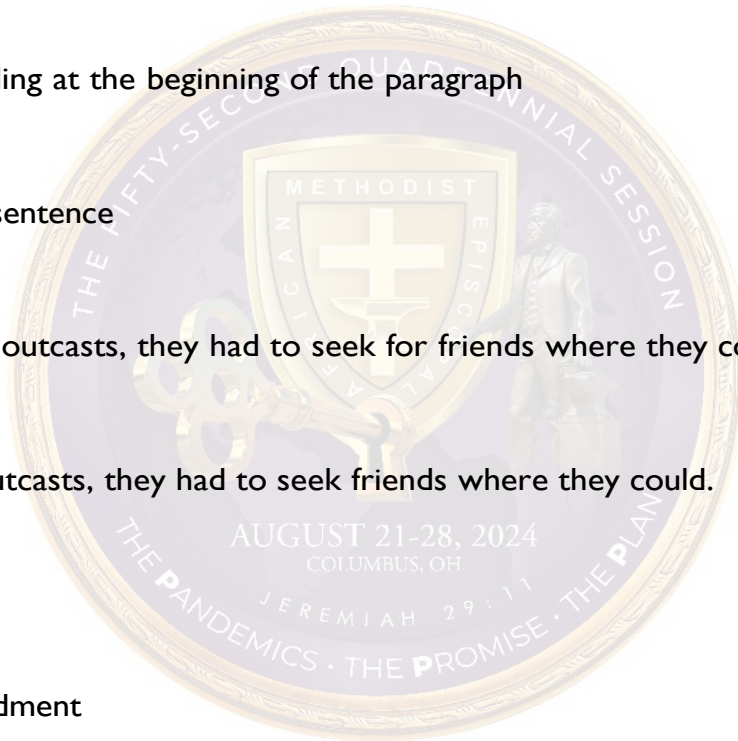 ing at the beginning of the paragraph
THE FIFTY-SECOND QUADRENNIAL SESSION
sentence
METHODIST
AFRICAN
EPISCOPAL
outcasts, they had to seek for friends where they co
utcasts, they had to seek friends where they could.
AUGUST 21-28, 2024
COLUMBUS, OH
JEREMIAH 29:11
THE PANDEMICS · THE PROMISE · THE PLAN
dment